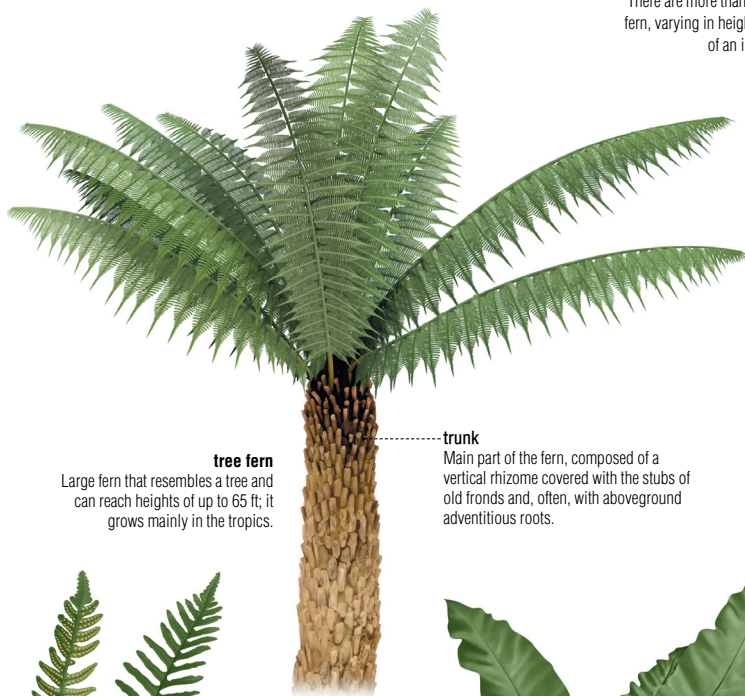 There are more than
fern, varying in heigh
of an i
tree fern
Large fern that resembles a tree and
can reach heights of up to 65 ft; it
grows mainly in the tropics.
trunk
Main part of the fern, composed of a
vertical rhizome covered with the stubs of
old fronds and, often, with aboveground
adventitious roots.